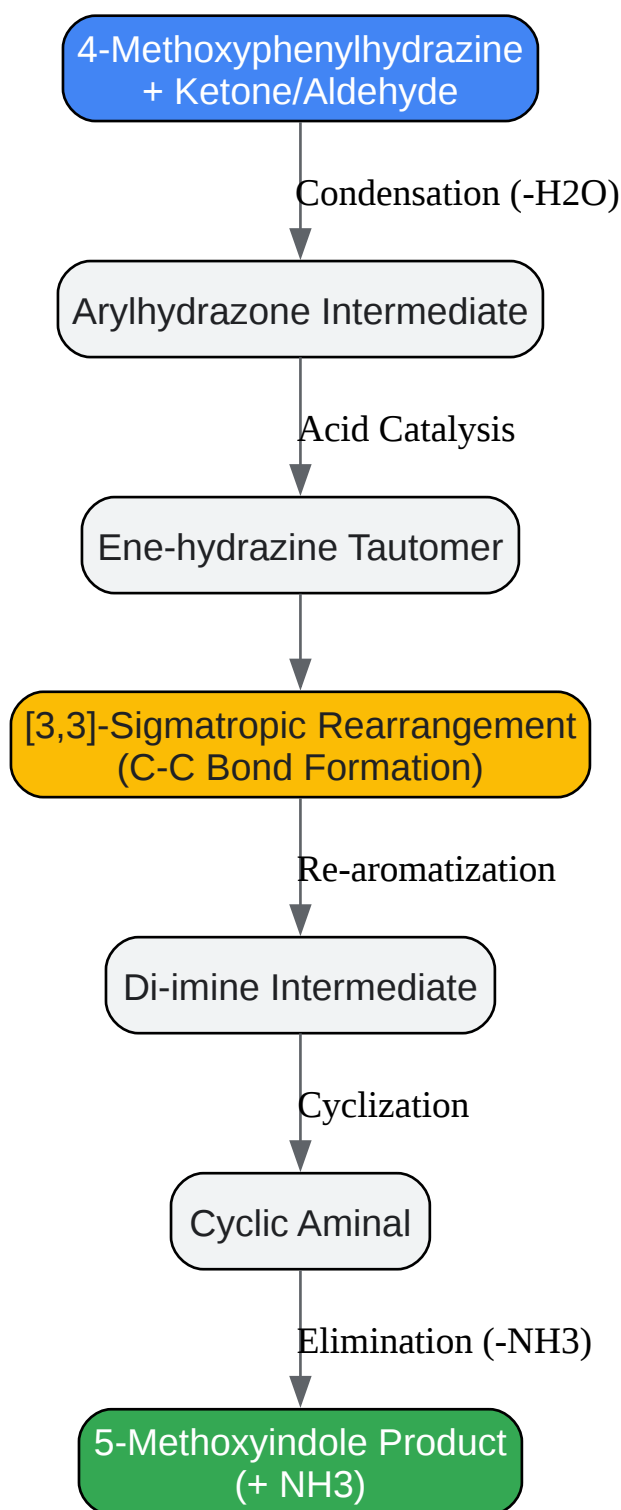 4-Methoxyphenylhydrazine
+ Ketone/Aldehyde
Condensation (-H2O)
Arylhydrazone Intermediate
Acid Catalysis
Ene-hydrazine Tautomer
[3,3]-Sigmatropic Rearrangement
(C-C Bond Formation)
Re-aromatization
Di-imine Intermediate
Cyclization
Cyclic Aminal
Elimination (-NH3)
5-Methoxyindole Product
(+ NH3)